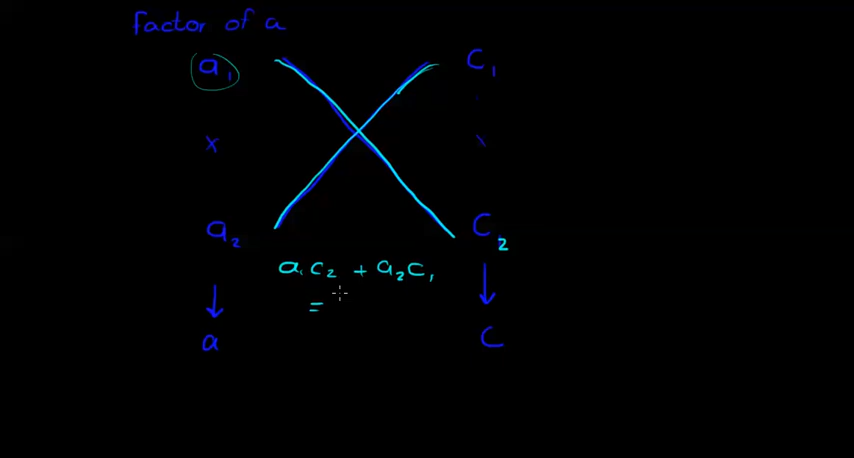 factor of a
a₁ C₁
x x
a₂ C₂
a₁c₂ + a₂c₁
=
a C